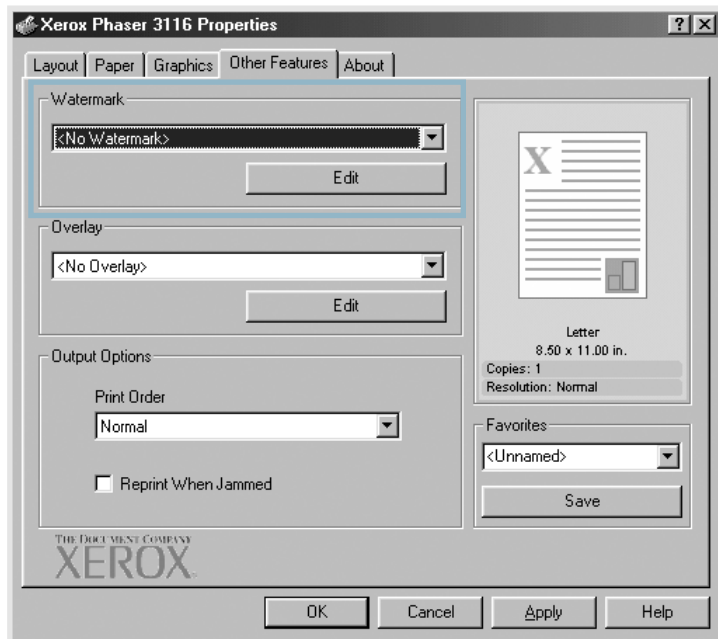 Xerox Phaser 3116 Properties
Layout Paper Graphics Other Features About
Watermark
<No Watermark>
Edit
Overlay
<No Overlay>
Edit
Output Options
Print Order
Normal
Reprint When Jammed
THE DOCUMENT COMPANY
XEROX
X
Letter
8.50 x 11.00 in.
Copies: 1
Resolution: Normal
Favorites
<Unnamed>
Save
OK Cancel Apply Help